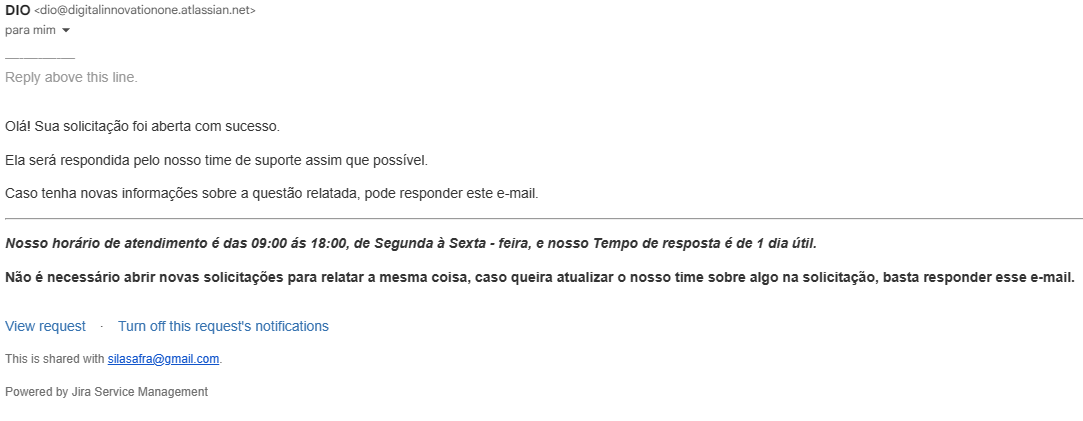 DIO <dio@digitalinnovationone.atlassian.net>
para mim
Reply above this line.
Olá! Sua solicitação foi aberta com sucesso.
Ela será respondida pelo nosso time de suporte assim que possível.
Caso tenha novas informações sobre a questão relatada, pode responder este e-mail.
Nosso horário de atendimento é das 09:00 ás 18:00, de Segunda à Sexta - feira, e nosso Tempo de resposta é de 1 dia útil.
Não é necessário abrir novas solicitações para relatar a mesma coisa, caso queira atualizar o nosso time sobre algo na solicitação, basta responder esse e-mail.
View request · Turn off this request's notifications
This is shared with silasafra@gmail.com.
Powered by Jira Service Management